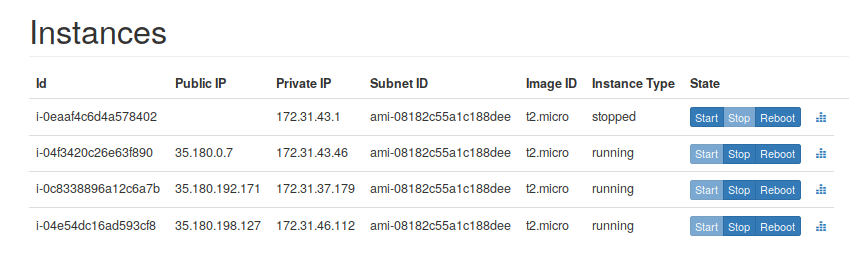 Instances
Id Public IP Private IP Subnet ID Image ID Instance Type State
i-0eaaf4c6d4a578402 172.31.43.1 ami-08182c55a1c188dee t2.micro stopped Start Stop Reboot
i-04f3420c26e63f890 35.180.0.7 172.31.43.46 ami-08182c55a1c188dee t2.micro running Start Stop Reboot
i-0c8338896a12c6a7b 35.180.192.171 172.31.37.179 ami-08182c55a1c188dee t2.micro running Start Stop Reboot
i-04e54dc16ad593cf8 35.180.198.127 172.31.46.112 ami-08182c55a1c188dee t2.micro running Start Stop Reboot